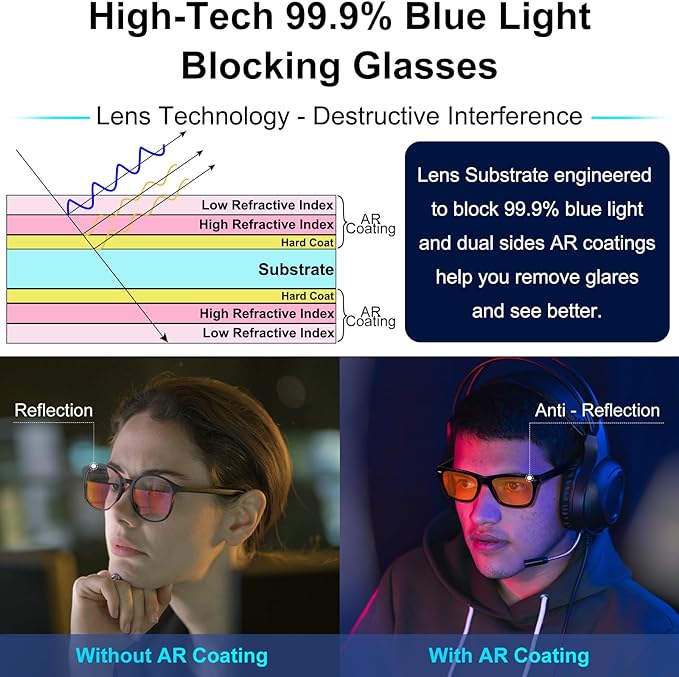 High-Tech 99.9% Blue Light
Blocking Glasses
Lens Technology - Destructive Interference
Low Refractive Index
High Refractive Index
Hard Coat
AR
Coating
Substrate
Hard Coat
High Refractive Index
Low Refractive Index
AR
Coating
Lens Substrate engineered
to block 99.9% blue light
and dual sides AR coatings
help you remove glares
and see better.
Reflection
Anti - Reflection
Without AR Coating
With AR Coating